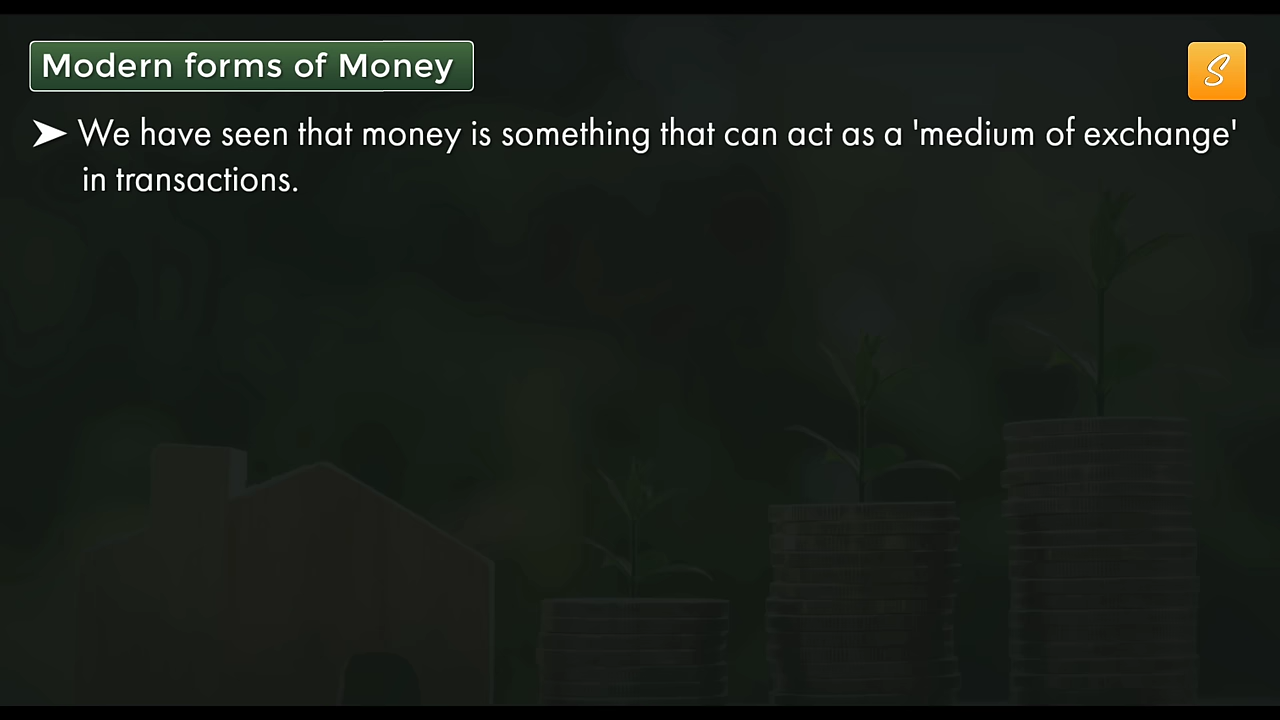 Modern forms of Money
S
➤ We have seen that money is something that can act as a 'medium of exchange'
in transactions.